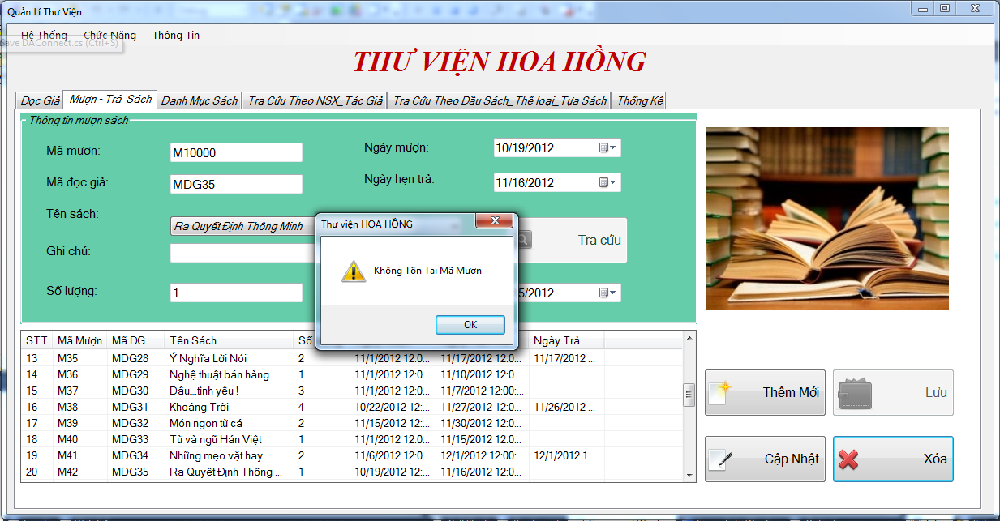 Quản Lí Thư Viện
Hệ Thống Chức Năng Thông Tin
Save DAConnect.cs (Ctrl+S)
THƯ VIỆN HOA HỒNG
Đọc Giả Mượn - Trả Sách Danh Mục Sách Tra Cứu Theo NSX_Tác Giả Tra Cứu Theo Đầu Sách_Thể loại_Tựa Sách Thống Kê
Thông tin mượn sách
Mã mượn: M10000 Ngày mượn: 10/19/2012
Mã đọc giả: MDG35 Ngày hẹn trả: 11/16/2012
Tên sách: Ra Quyết Định Thông Minh
Tra cứu
Ghi chú:
Số lượng: 1 5/2012
Thư viện HOA HỒNG
Không Tồn Tại Mã Mượn
OK
STT Mã Mượn Mã ĐG Tên Sách Số Ngày Trả
13 M35 MDG28 Ý Nghĩa Lời Nói 2 11/1/2012 12:0... 11/17/2012 12:0... 11/17/2012 ...
14 M36 MDG29 Nghệ thuật bán hàng 1 11/1/2012 12:0... 11/10/2012 12:0...
15 M37 MDG30 Dấu...tình yêu ! 3 11/1/2012 12:0... 11/7/2012 12:00:...
16 M38 MDG31 Khoảng Trời 4 10/22/2012 12:... 11/27/2012 12:0... 11/26/2012 ...
17 M39 MDG32 Món ngon từ cá 2 11/15/2012 12:... 11/30/2012 12:0...
18 M40 MDG33 Từ và ngữ Hán Việt 1 11/1/2012 12:0... 11/15/2012 12:0...
19 M41 MDG34 Những mẹo vặt hay 2 11/6/2012 12:0... 12/1/2012 12:00:... 12/1/2012 1...
20 M42 MDG35 Ra Quyết Định Thông ... 1 10/19/2012 12:... 11/16/2012 12:0...
Thêm Mới Lưu
Cập Nhật Xóa